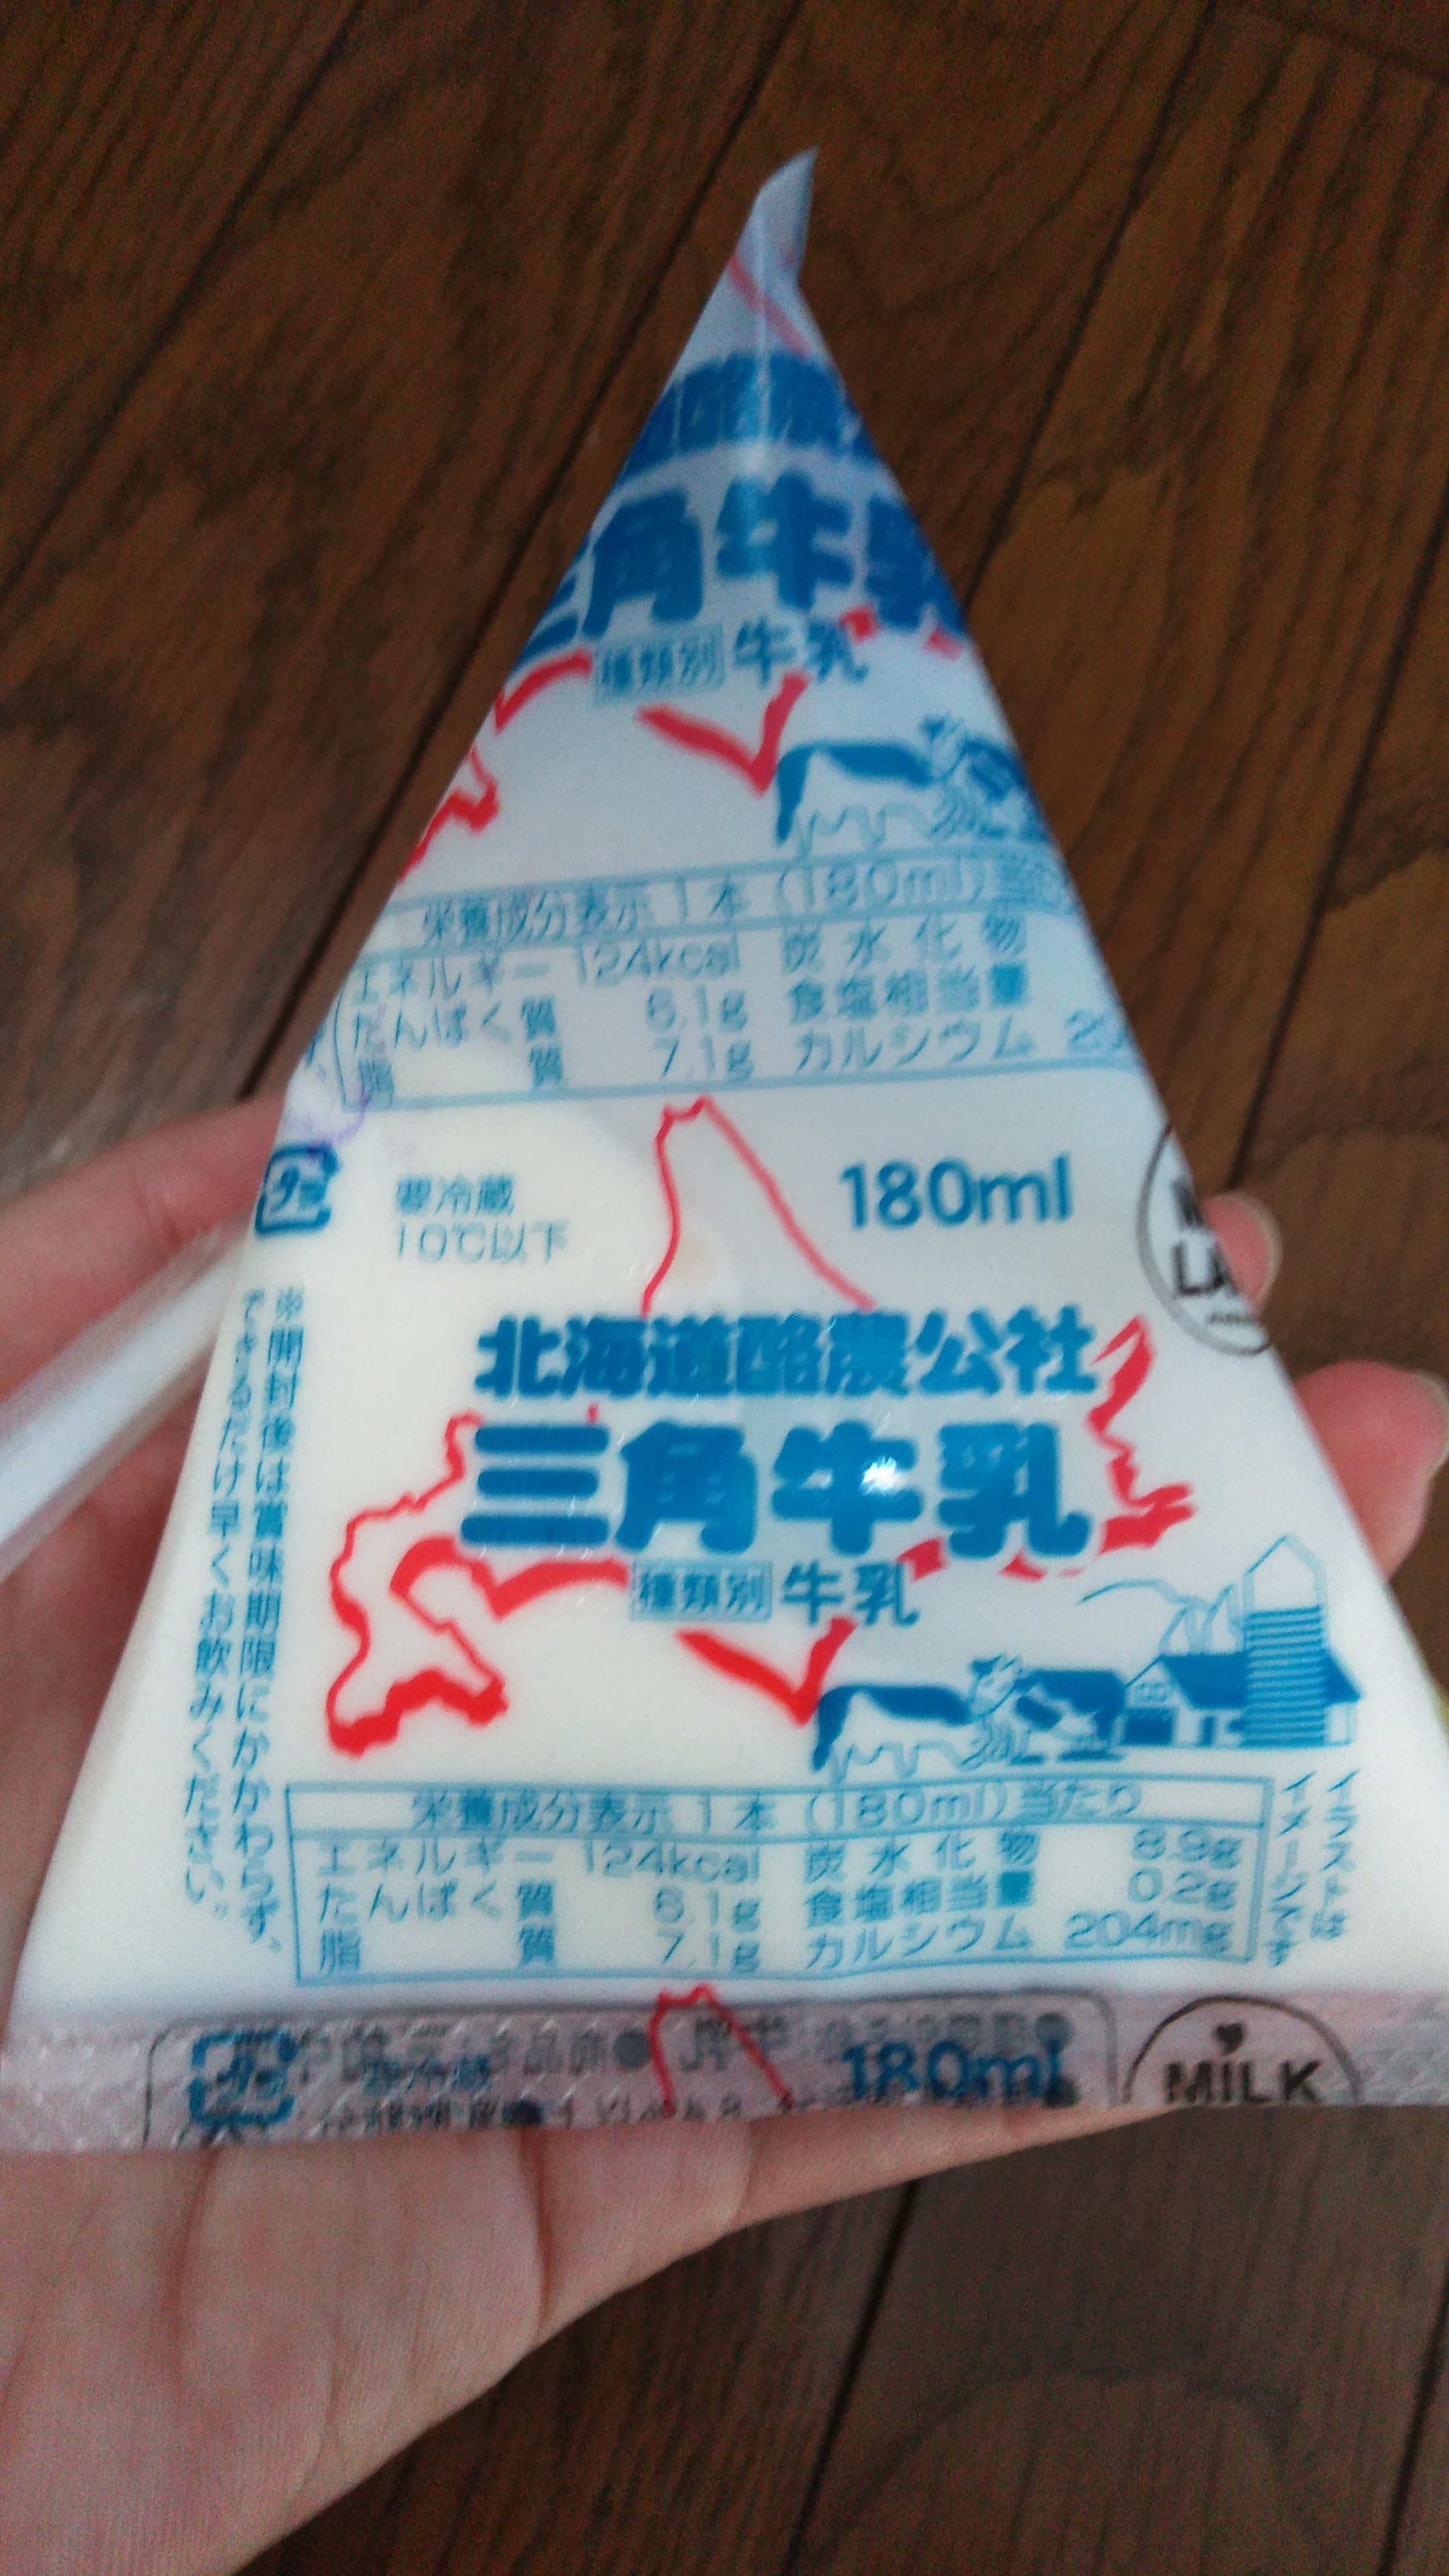 三角牛乳
種類別 牛乳
栄養成分表示1本(180ml)当
エネルギー 124kcal 炭水化物
たんぱく質 6.1g 食塩相当量
脂質 7.1g カルシウム 20
プラ
要冷蔵
10℃以下
180ml
北海道酪農公社
三角牛乳
種類別 牛乳
※開封後は賞味期限にかかわらず、
できるだけ早くお飲みください。
栄養成分表示1本(180ml)当たり
エネルギー 124kcal 炭水化物 8.9g
たんぱく質 6.1g 食塩相当量 0.2g
脂質 7.1g カルシウム 204mg
イラストは
イメージです
要冷蔵
180ml
MILK